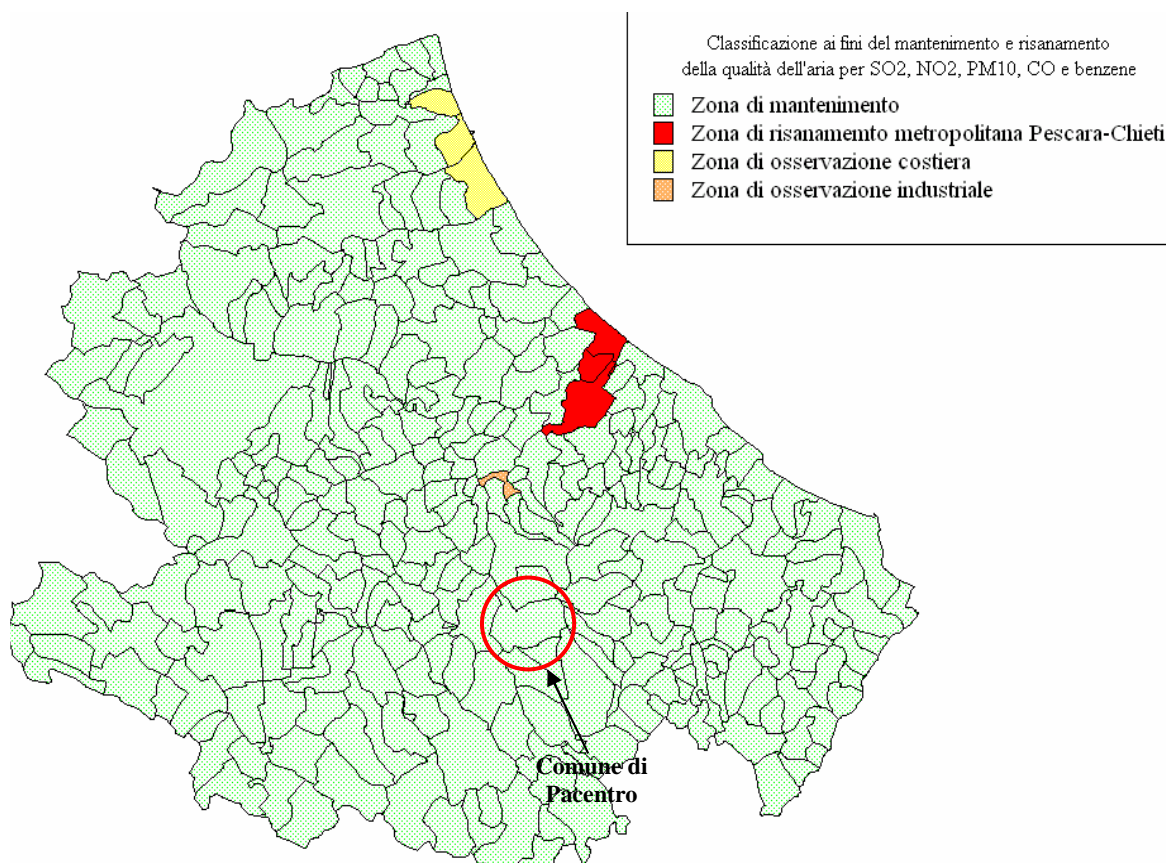 Classificazione ai fini del mantenimento e risanamento
della qualità dell'aria per SO2, NO2, PM10, CO e benzene
Zona di mantenimento
Zona di risanamemto metropolitana Pescara-Chieti
Zona di osservazione costiera
Zona di osservazione industriale
Comune di
Pacentro